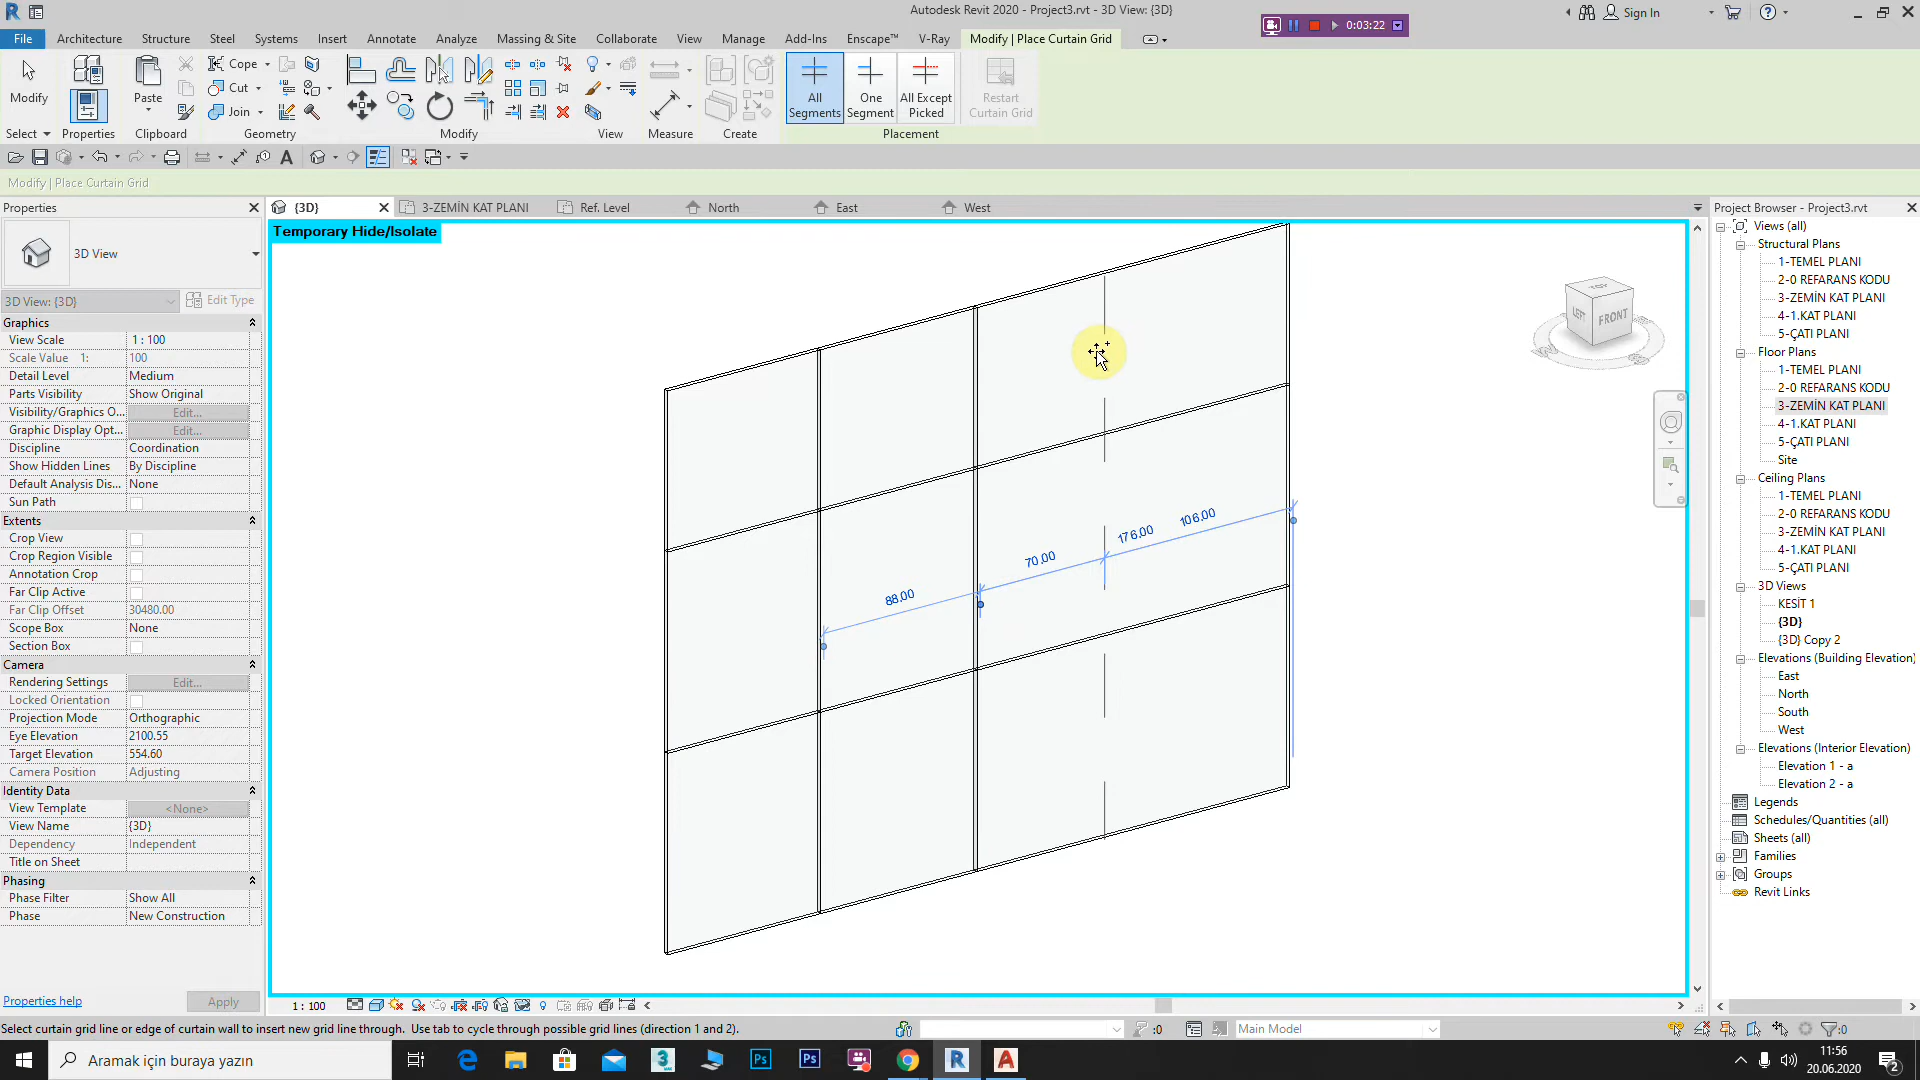 Autodesk Revit 2020 - Project3.rvt - 3D View: {3D}
Sign In
0:03:22
File
Architecture
Structure
Steel
Systems
Insert
Annotate
Analyze
Massing & Site
Collaborate
View
Manage
Add-Ins
Enscape™
V-Ray
Modify | Place Curtain Grid
Modify
Select
Properties
Paste
Clipboard
Cope
Cut
Join
Geometry
Modify
View
Measure
Create
All Segments
One Segment
All Except Picked
Placement
Restart Curtain Grid
Modify | Place Curtain Grid
Properties
3D View
3D View: {3D}
Edit Type
Graphics
View Scale 1 : 100
Scale Value 1: 100
Detail Level Medium
Parts Visibility Show Original
Visibility/Graphics O... Edit...
Graphic Display Opt... Edit...
Discipline Coordination
Show Hidden Lines By Discipline
Default Analysis Dis... None
Sun Path
Extents
Crop View
Crop Region Visible
Annotation Crop
Far Clip Active
Far Clip Offset 30480.00
Scope Box None
Section Box
Camera
Rendering Settings Edit...
Locked Orientation
Projection Mode Orthographic
Eye Elevation 2100.55
Target Elevation 554.60
Camera Position Adjusting
Identity Data
View Template <None>
View Name {3D}
Dependency Independent
Title on Sheet
Phasing
Phase Filter Show All
Phase New Construction
Properties help
Apply
{3D}
3-ZEMİN KAT PLANI
Ref. Level
North
East
West
Temporary Hide/Isolate
88.00
70.00
176.00
106.00
TOP
LEFT
FRONT
1 : 100
Project Browser - Project3.rvt
Views (all)
Structural Plans
1-TEMEL PLANI
2-0 REFARANS KODU
3-ZEMİN KAT PLANI
4-1.KAT PLANI
5-ÇATI PLANI
Floor Plans
1-TEMEL PLANI
2-0 REFARANS KODU
3-ZEMİN KAT PLANI
4-1.KAT PLANI
5-ÇATI PLANI
Site
Ceiling Plans
1-TEMEL PLANI
2-0 REFARANS KODU
3-ZEMİN KAT PLANI
4-1.KAT PLANI
5-ÇATI PLANI
3D Views
KESİT 1
{3D}
{3D} Copy 2
Elevations (Building Elevation)
East
North
South
West
Elevations (Interior Elevation)
Elevation 1 - a
Elevation 2 - a
Legends
Schedules/Quantities (all)
Sheets (all)
Families
Groups
Revit Links
Select curtain grid line or edge of curtain wall to insert new grid line through. Use tab to cycle through possible grid lines (direction 1 and 2).
:0
Main Model
:0
Aramak için buraya yazın
11:56
20.06.2020
2